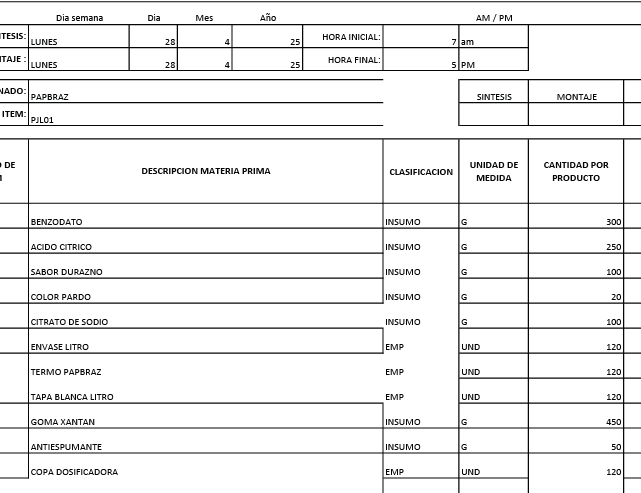 Dia semana Dia Mes Año AM / PM
NTESIS: LUNES 28 4 25 HORA INICIAL: 7 am
NTAJE : LUNES 28 4 25 HORA FINAL: 5 PM
NADO: PAPBRAZ SINTESIS MONTAJE
ITEM: PJL01
O DE DESCRIPCION MATERIA PRIMA CLASIFICACION UNIDAD DE MEDIDA CANTIDAD POR PRODUCTO
BENZODATO INSUMO G 300
ACIDO CITRICO INSUMO G 250
SABOR DURAZNO INSUMO G 100
COLOR PARDO INSUMO G 20
CITRATO DE SODIO INSUMO G 100
ENVASE LITRO EMP UND 120
TERMO PAPBRAZ EMP UND 120
TAPA BLANCA LITRO EMP UND 120
GOMA XANTAN INSUMO G 450
ANTIESPUMANTE INSUMO G 50
COPA DOSIFICADORA EMP UND 120